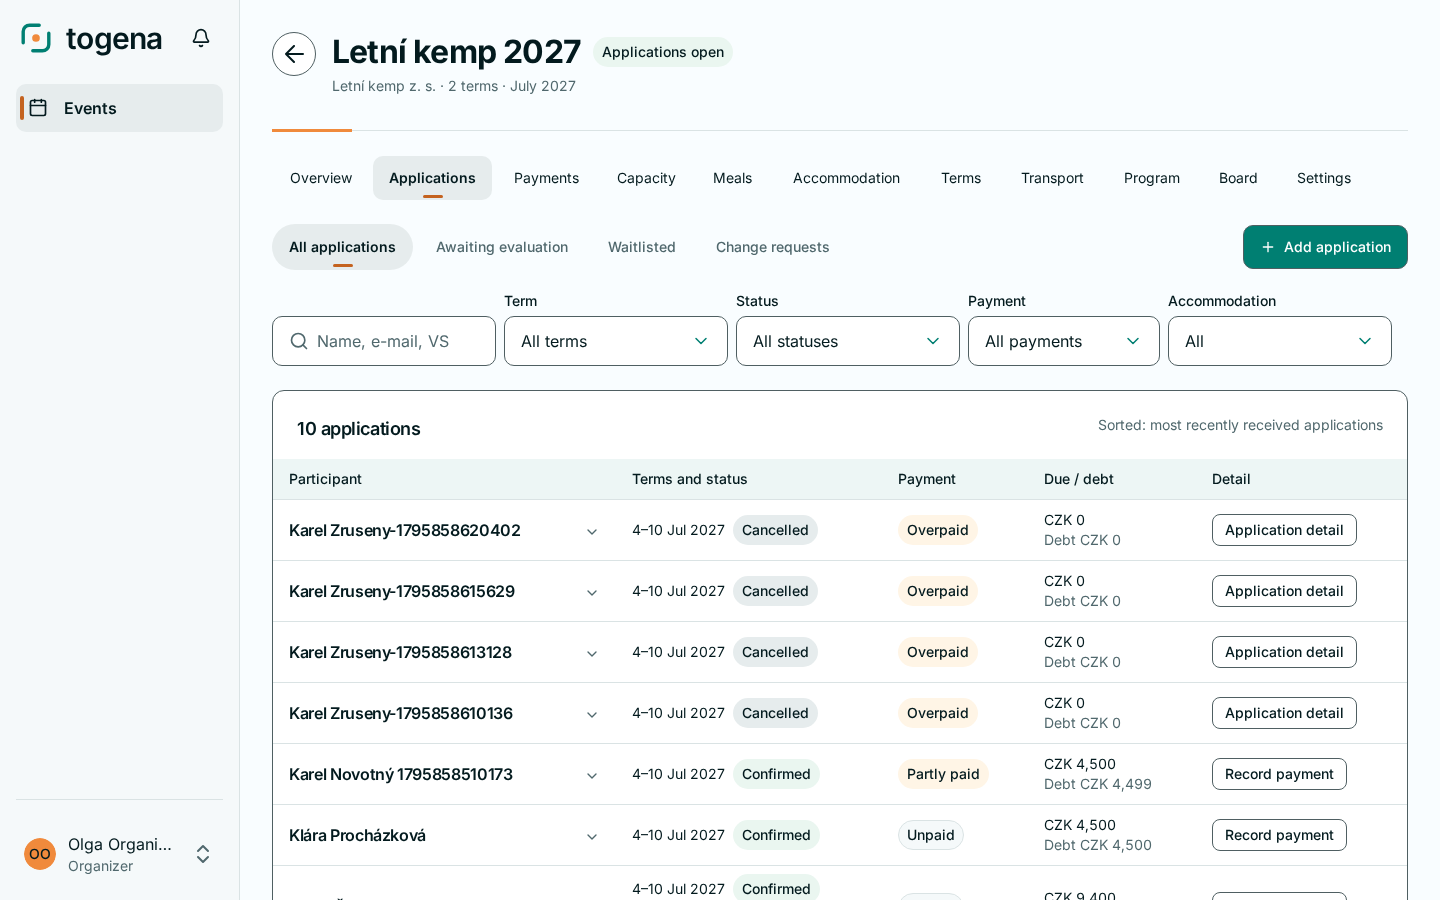 togena
Events
Olga Organi...
Organizer
OO
Letní kemp 2027
Applications open
Letní kemp z. s. · 2 terms · July 2027
Overview
Applications
Payments
Capacity
Meals
Accommodation
Terms
Transport
Program
Board
Settings
All applications
Awaiting evaluation
Waitlisted
Change requests
+ Add application
Term
Status
Payment
Accommodation
Name, e-mail, VS
All terms
All statuses
All payments
All
10 applications
Sorted: most recently received applications
Participant
Terms and status
Payment
Due / debt
Detail
Karel Zruseny-1795858620402
4–10 Jul 2027
Cancelled
Overpaid
CZK 0
Debt CZK 0
Application detail
Karel Zruseny-1795858615629
4–10 Jul 2027
Cancelled
Overpaid
CZK 0
Debt CZK 0
Application detail
Karel Zruseny-1795858613128
4–10 Jul 2027
Cancelled
Overpaid
CZK 0
Debt CZK 0
Application detail
Karel Zruseny-1795858610136
4–10 Jul 2027
Cancelled
Overpaid
CZK 0
Debt CZK 0
Application detail
Karel Novotný 1795858510173
4–10 Jul 2027
Confirmed
Partly paid
CZK 4,500
Debt CZK 4,499
Record payment
Klára Procházková
4–10 Jul 2027
Confirmed
Unpaid
CZK 4,500
Debt CZK 4,500
Record payment
4–10 Jul 2027
Confirmed
CZK 9,400